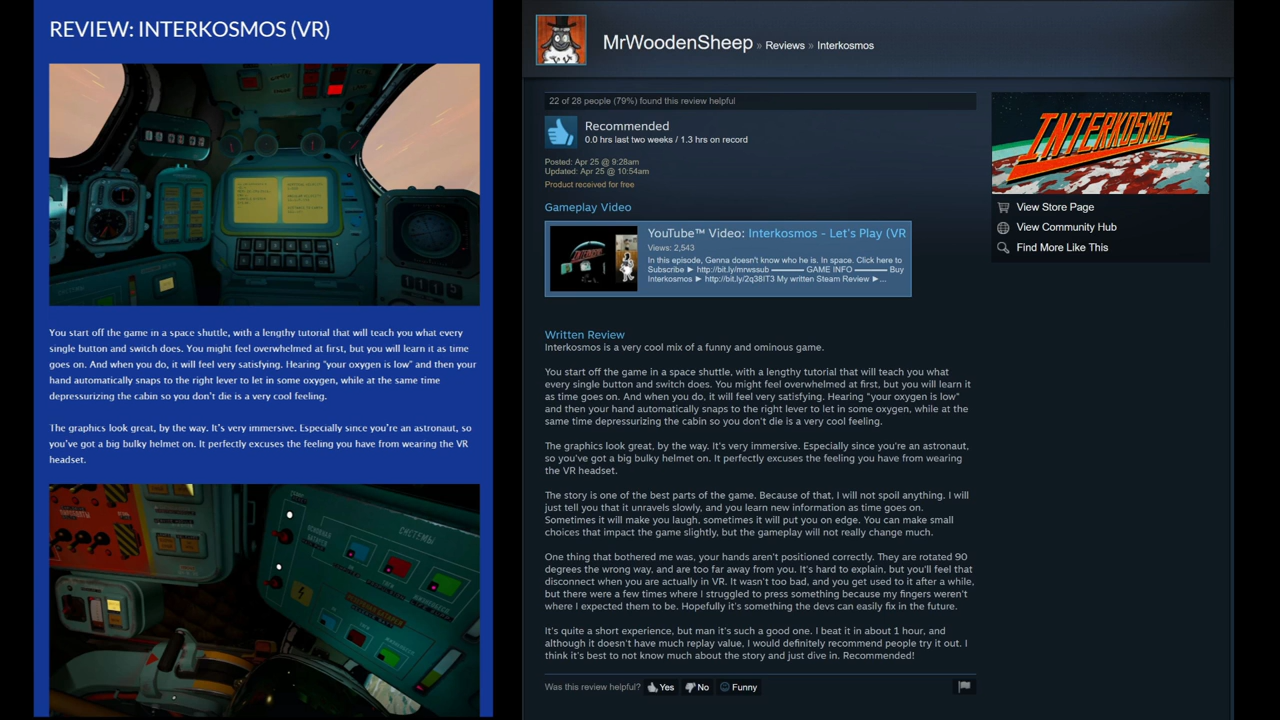 REVIEW: INTERKOSMOS (VR)
You start off the game in a space shuttle, with a lengthy tutorial that will teach you what every
single button and switch does. You might feel overwhelmed at first, but you will learn it as time
goes on. And when you do, it will feel very satisfying. Hearing "your oxygen is low" and then your
hand automatically snaps to the right lever to let in some oxygen, while at the same time
depressurizing the cabin so you don't die is a very cool feeling.
The graphics look great, by the way. It's very immersive. Especially since you're an astronaut, so
you've got a big bulky helmet on. It perfectly excuses the feeling you have from wearing the VR
headset.
СИСТЕМЫ
MrWoodenSheep » Reviews » Interkosmos
22 of 28 people (79%) found this review helpful
Recommended
0.0 hrs last two weeks / 1.3 hrs on record
Posted: Apr 25 @ 9:28am
Updated: Apr 25 @ 10:54am
Product received for free
Gameplay Video
YouTube™ Video: Interkosmos - Let's Play (VR
Views: 2,543
In this episode, Genna doesn't know who he is. In space. Click here to
Subscribe ► http://bit.ly/mrwssub ═══════ GAME INFO ═══════ Buy
Interkosmos ► http://bit.ly/2q38IT3 My written Steam Review ►...
Written Review
Interkosmos is a very cool mix of a funny and ominous game.
You start off the game in a space shuttle, with a lengthy tutorial that will teach you what
every single button and switch does. You might feel overwhelmed at first, but you will learn it
as time goes on. And when you do, it will feel very satisfying. Hearing "your oxygen is low"
and then your hand automatically snaps to the right lever to let in some oxygen, while at the
same time depressurizing the cabin so you don't die is a very cool feeling.
The graphics look great, by the way. It's very immersive. Especially since you're an astronaut,
so you've got a big bulky helmet on. It perfectly excuses the feeling you have from wearing
the VR headset.
The story is one of the best parts of the game. Because of that, I will not spoil anything. I will
just tell you that it unravels slowly, and you learn new information as time goes on.
Sometimes it will make you laugh, sometimes it will put you on edge. You can make small
choices that impact the game slightly, but the gameplay will not really change much.
One thing that bothered me was, your hands aren't positioned correctly. They are rotated 90
degrees the wrong way, and are too far away from you. It's hard to explain, but you'll feel that
disconnect when you are actually in VR. It wasn't too bad, and you get used to it after a while,
but there were a few times where I struggled to press something because my fingers weren't
where I expected them to be. Hopefully it's something the devs can easily fix in the future.
It's quite a short experience, but man it's such a good one. I beat it in about 1 hour, and
although it doesn't have much replay value, I would definitely recommend people try it out. I
think it's best to not know much about the story and just dive in. Recommended!
Was this review helpful? Yes No Funny
INTERKOSMOS
View Store Page
View Community Hub
Find More Like This